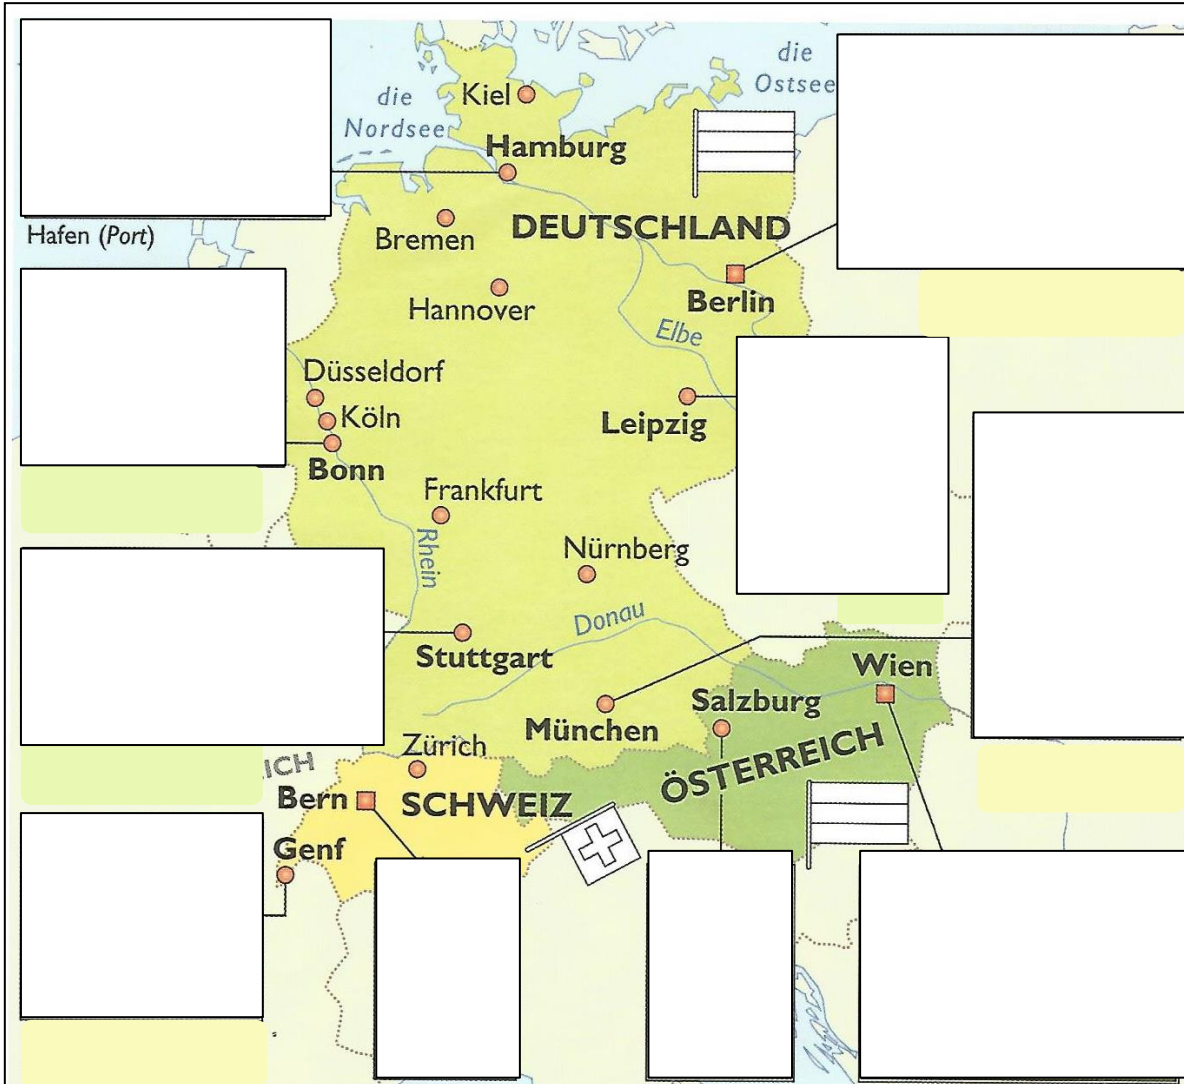 die
Nordsee
Kiel
die
Ostsee
Hamburg
Hafen (Port)
Bremen
DEUTSCHLAND
Hannover
Berlin
Elbe
Düsseldorf
Köln
Bonn
Leipzig
Frankfurt
Rhein
Nürnberg
Donau
Stuttgart
Wien
München
Salzburg
ÖSTERREICH
ICH
Zürich
Bern
SCHWEIZ
Genf